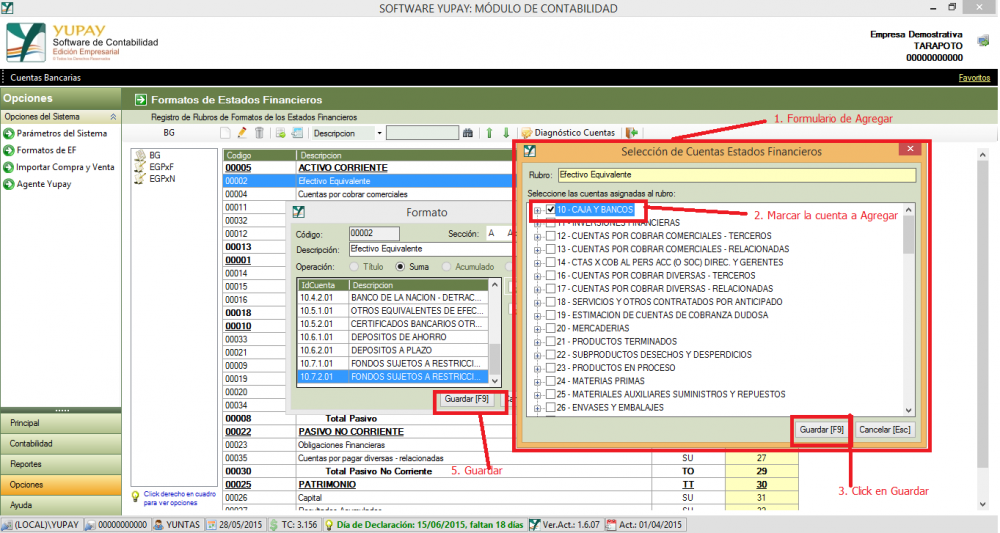 SOFTWARE YUPAY: MÓDULO DE CONTABILIDAD
YUPAY
Software de Contabilidad
Edición Empresarial
Empresa Demostrativa
TARAPOTO
00000000000
Cuentas Bancarias
Favoritos
Opciones
Opciones del Sistema
Parámetros del Sistema
Formatos de EF
Importar Compra y Venta
Agente Yupay
Principal
Contabilidad
Reportes
Opciones
Ayuda
Formatos de Estados Financieros
Registro de Rubros de Formatos de los Estados Financieros
BG
Descripcion
Diagnóstico Cuentas
BG
EGPxF
EGPxN
Click derecho en cuadro
para ver opciones
Codigo Descripcion
00005 ACTIVO CORRIENTE
00002 Efectivo Equivalente
00004 Cuentas por cobrar comerciales
00011
00032
00012
00013
00001
00014
00015
00016
00018
00010
00033
00021
00009
00019
00020
00034
00008 Total Pasivo
00022 PASIVO NO CORRIENTE
00023 Obligaciones Financieras
00035 Cuentas por pagar diversas - relacionadas SU 27
00030 Total Pasivo No Corriente TO 29
00025 PATRIMONIO TT 30
00026 Capital SU 31
Formato
Código: 00002 Sección: A
Descripción: Efectivo Equivalente
Operación: Título Suma Acumulado
IdCuenta Descripcion
10.4.2.01 BANCO DE LA NACION - DETRAC...
10.5.1.01 OTROS EQUIVALENTES DE EFEC...
10.5.2.01 CERTIFICADOS BANCARIOS OTR...
10.6.1.01 DEPOSITOS DE AHORRO
10.6.2.01 DEPOSITOS A PLAZO
10.7.1.01 FONDOS SUJETOS A RESTRICCI...
10.7.2.01 FONDOS SUJETOS A RESTRICCI...
Guardar [F9]
5. Guardar
1. Formulario de Agregar
Selección de Cuentas Estados Financieros
Rubro: Efectivo Equivalente
Seleccione las cuentas asignadas al rubro:
10 - CAJA Y BANCOS
11 - INVERSIONES FINANCIERAS
12 - CUENTAS POR COBRAR COMERCIALES - TERCEROS
13 - CUENTAS POR COBRAR COMERCIALES - RELACIONADAS
14 - CTAS X COB AL PERS ACC (O SOC) DIREC. Y GERENTES
16 - CUENTAS POR COBRAR DIVERSAS - TERCEROS
17 - CUENTAS POR COBRAR DIVERSAS - RELACIONADAS
18 - SERVICIOS Y OTROS CONTRATADOS POR ANTICIPADO
19 - ESTIMACION DE CUENTAS DE COBRANZA DUDOSA
20 - MERCADERIAS
21 - PRODUCTOS TERMINADOS
22 - SUBPRODUCTOS DESECHOS Y DESPERDICIOS
23 - PRODUCTOS EN PROCESO
24 - MATERIAS PRIMAS
25 - MATERIALES AUXILIARES SUMINISTROS Y REPUESTOS
26 - ENVASES Y EMBALAJES
2. Marcar la cuenta a Agregar
Guardar [F9] Cancelar [Esc]
3. Click en Guardar
(LOCAL)\YUPAY 00000000000 YUNTAS 28/05/2015 TC: 3.156 Día de Declaración: 15/06/2015, faltan 18 días Ver.Act.: 1.6.07 Act.: 01/04/2015